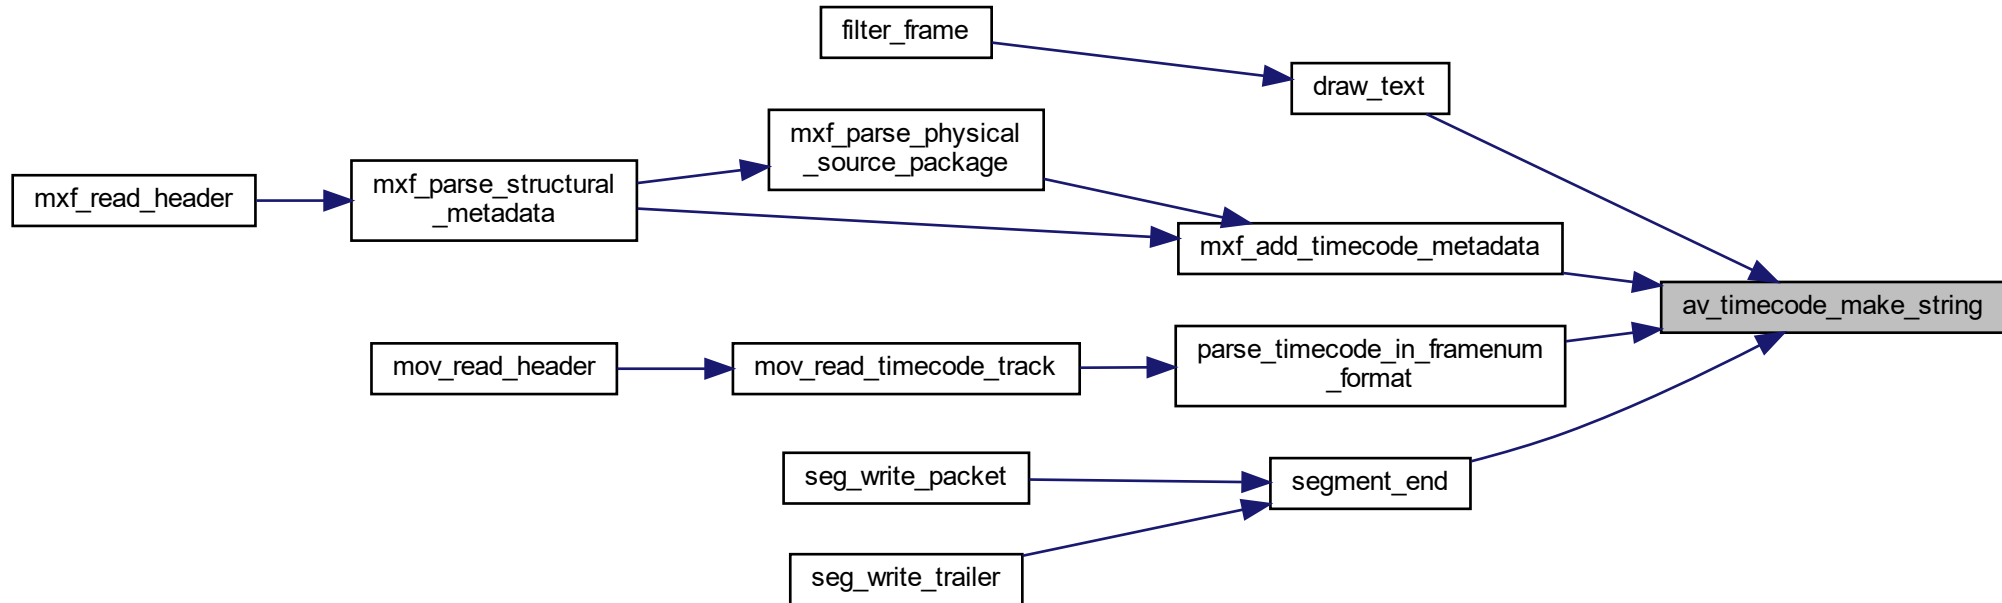 filter_frame
draw_text
mxf_parse_physical
_source_package
mxf_parse_structural
_metadata
mxf_read_header
mxf_add_timecode_metadata
av_timecode_make_string
parse_timecode_in_framenum
_format
mov_read_timecode_track
mov_read_header
segment_end
seg_write_packet
seg_write_trailer